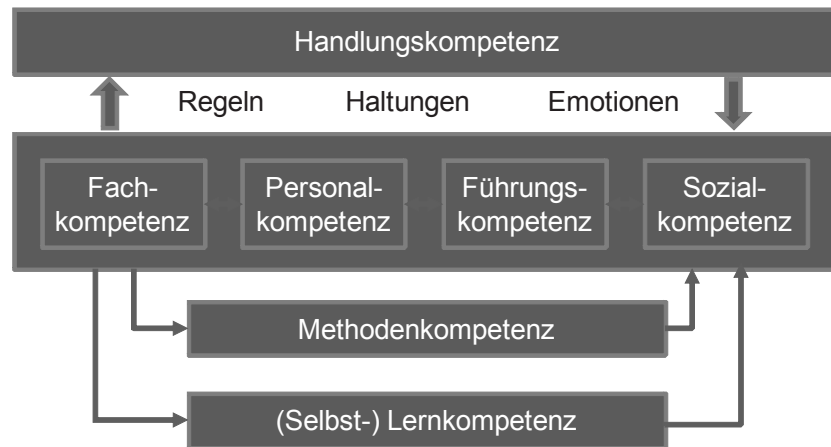 Handlungskompetenz
Regeln Haltungen Emotionen
Fach-
kompetenz
Personal-
kompetenz
Führungs-
kompetenz
Sozial-
kompetenz
Methodenkompetenz
(Selbst-) Lernkompetenz